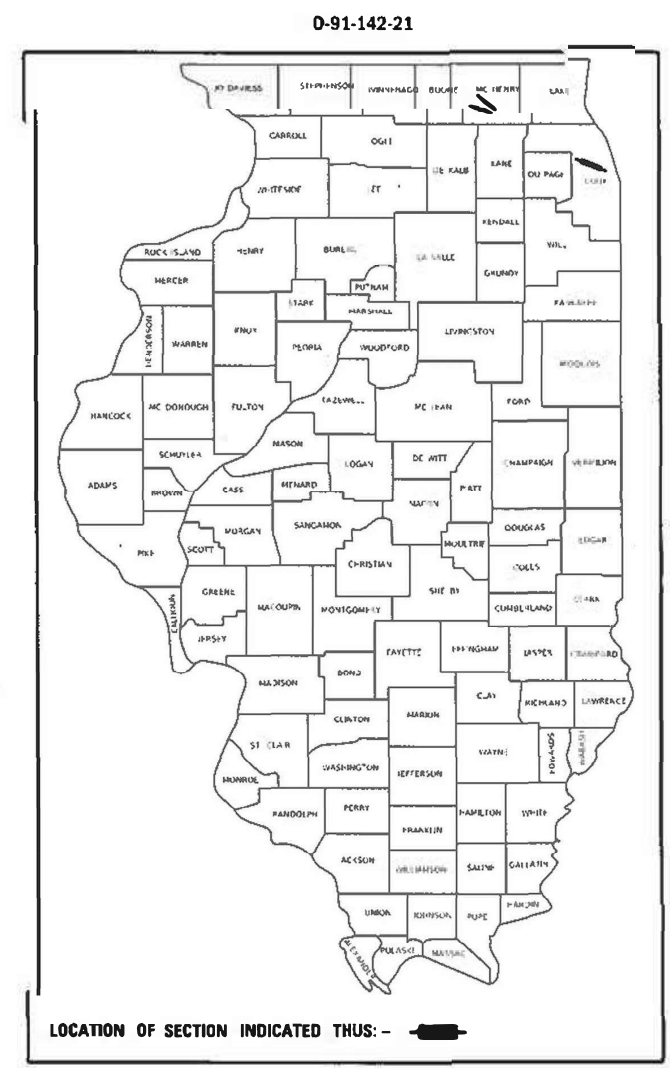 D-91-142-21
STEPHENSON BOONE MC HENRY LAKE
CARROLL OGLE
DE KALB KANE DU PAGE COOK
WHITESIDE
KENDALL
ROCK ISLAND HENRY BUREAU LA SALLE WILL
MERCER PUTNAM GRUNDY
STARK MARSHALL KANKAKEE
HENDERSON WARREN KNOX PEORIA WOODFORD LIVINGSTON
IROQUOIS
HANCOCK MC DONOUGH FULTON TAZEWELL MC LEAN FORD
MASON
SCHUYLER LOGAN DE WITT CHAMPAIGN VERMILION
ADAMS BROWN CASS MENARD PIATT
MACON
MORGAN SANGAMON DOUGLAS EDGAR
PIKE SCOTT CHRISTIAN MOULTRIE
COLES
GREENE SHELBY
CALHOUN MACOUPIN MONTGOMERY CUMBERLAND CLARK
JERSEY FAYETTE EFFINGHAM JASPER CRAWFORD
MADISON BOND
CLAY RICHLAND LAWRENCE
CLINTON MARION
ST. CLAIR WAYNE EDWARDS WABASH
WASHINGTON JEFFERSON
MONROE
RANDOLPH PERRY HAMILTON WHITE
FRANKLIN
ACKSON WILLIAMSON SALINE GALLATIN
UNION JOHNSON POPE HARDIN
ALEXANDER PULASKI MASSAC
LOCATION OF SECTION INDICATED THUS: -